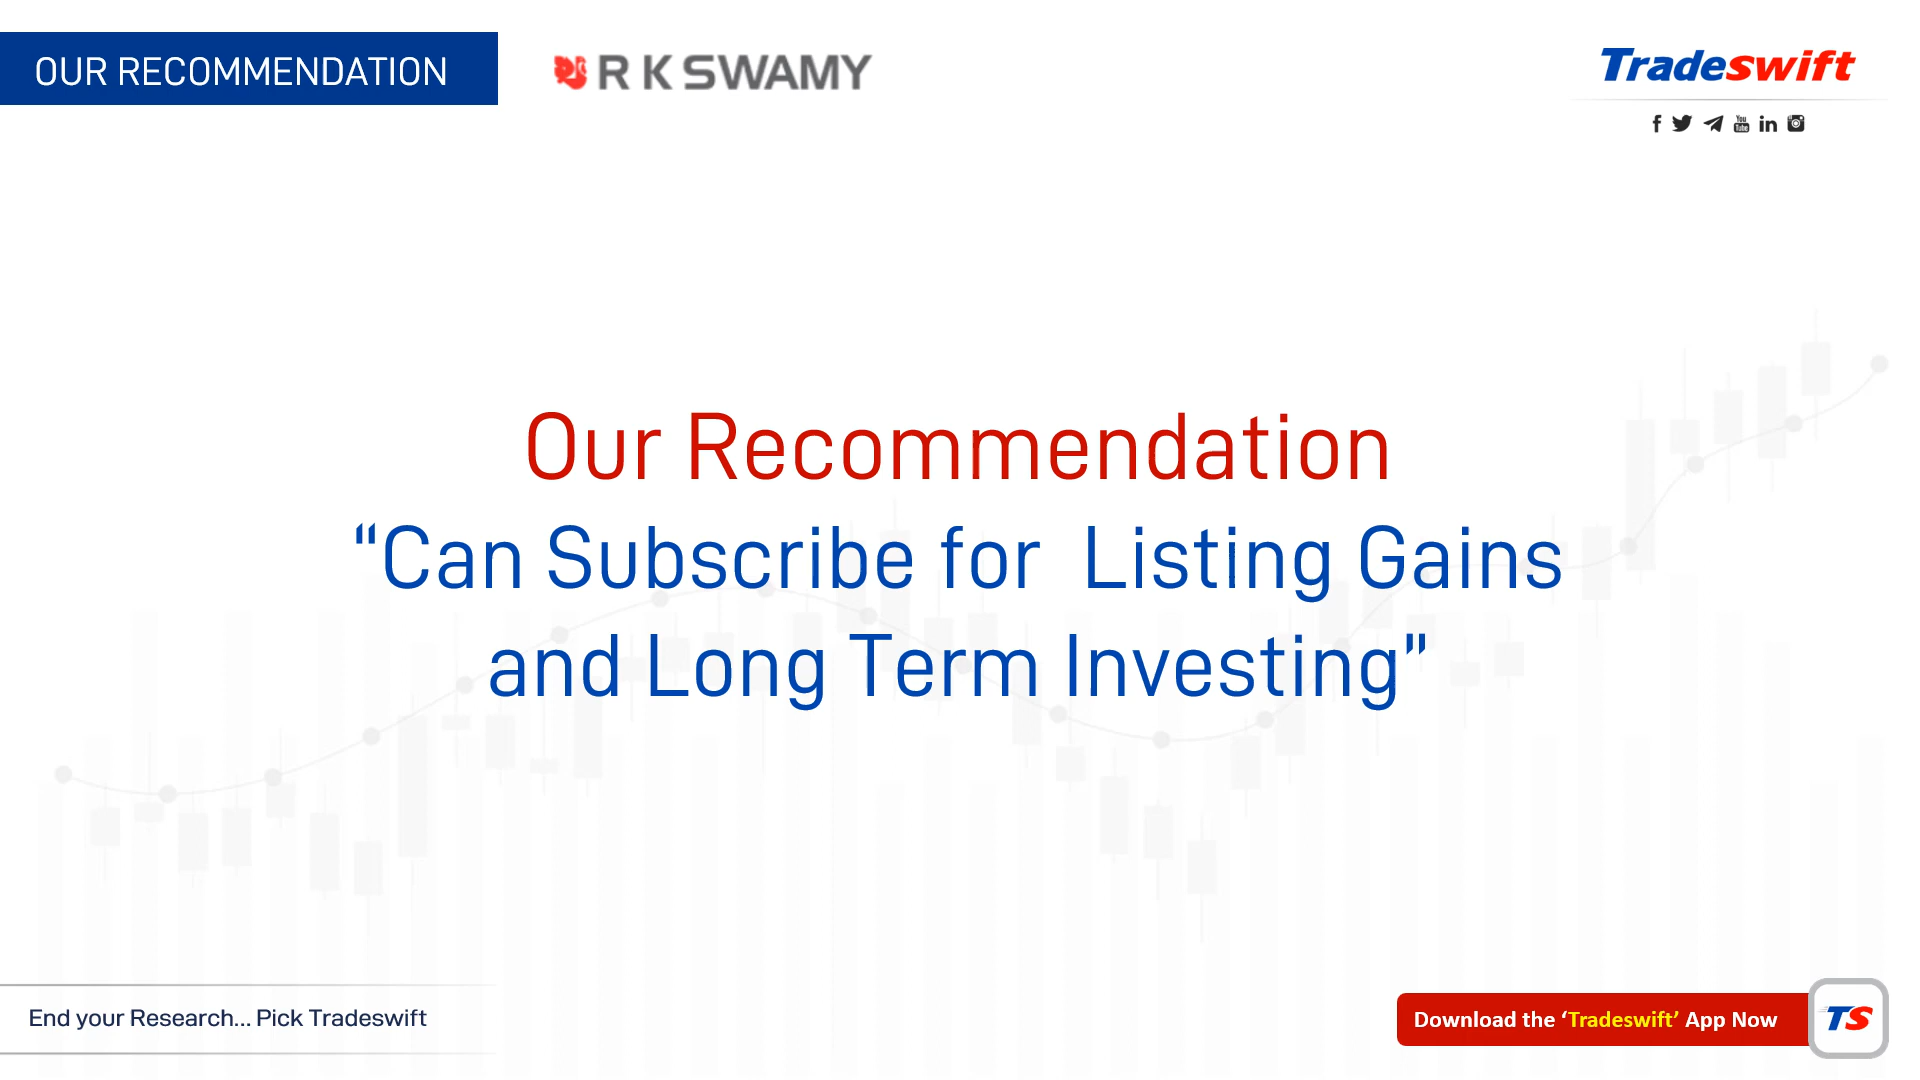 OUR RECOMMENDATION
R K SWAMY
Tradeswift
Our Recommendation
“Can Subscribe for Listing Gains
and Long Term Investing”
End your Research... Pick Tradeswift
Download the ‘Tradeswift’ App Now
TS